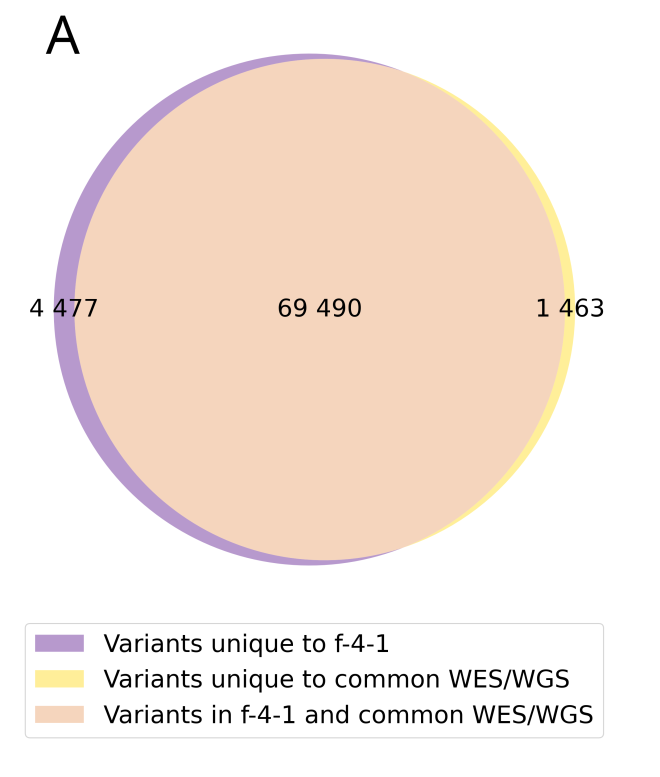 A
4 477
69 490
1 463
Variants unique to f-4-1
Variants unique to common WES/WGS
Variants in f-4-1 and common WES/WGS